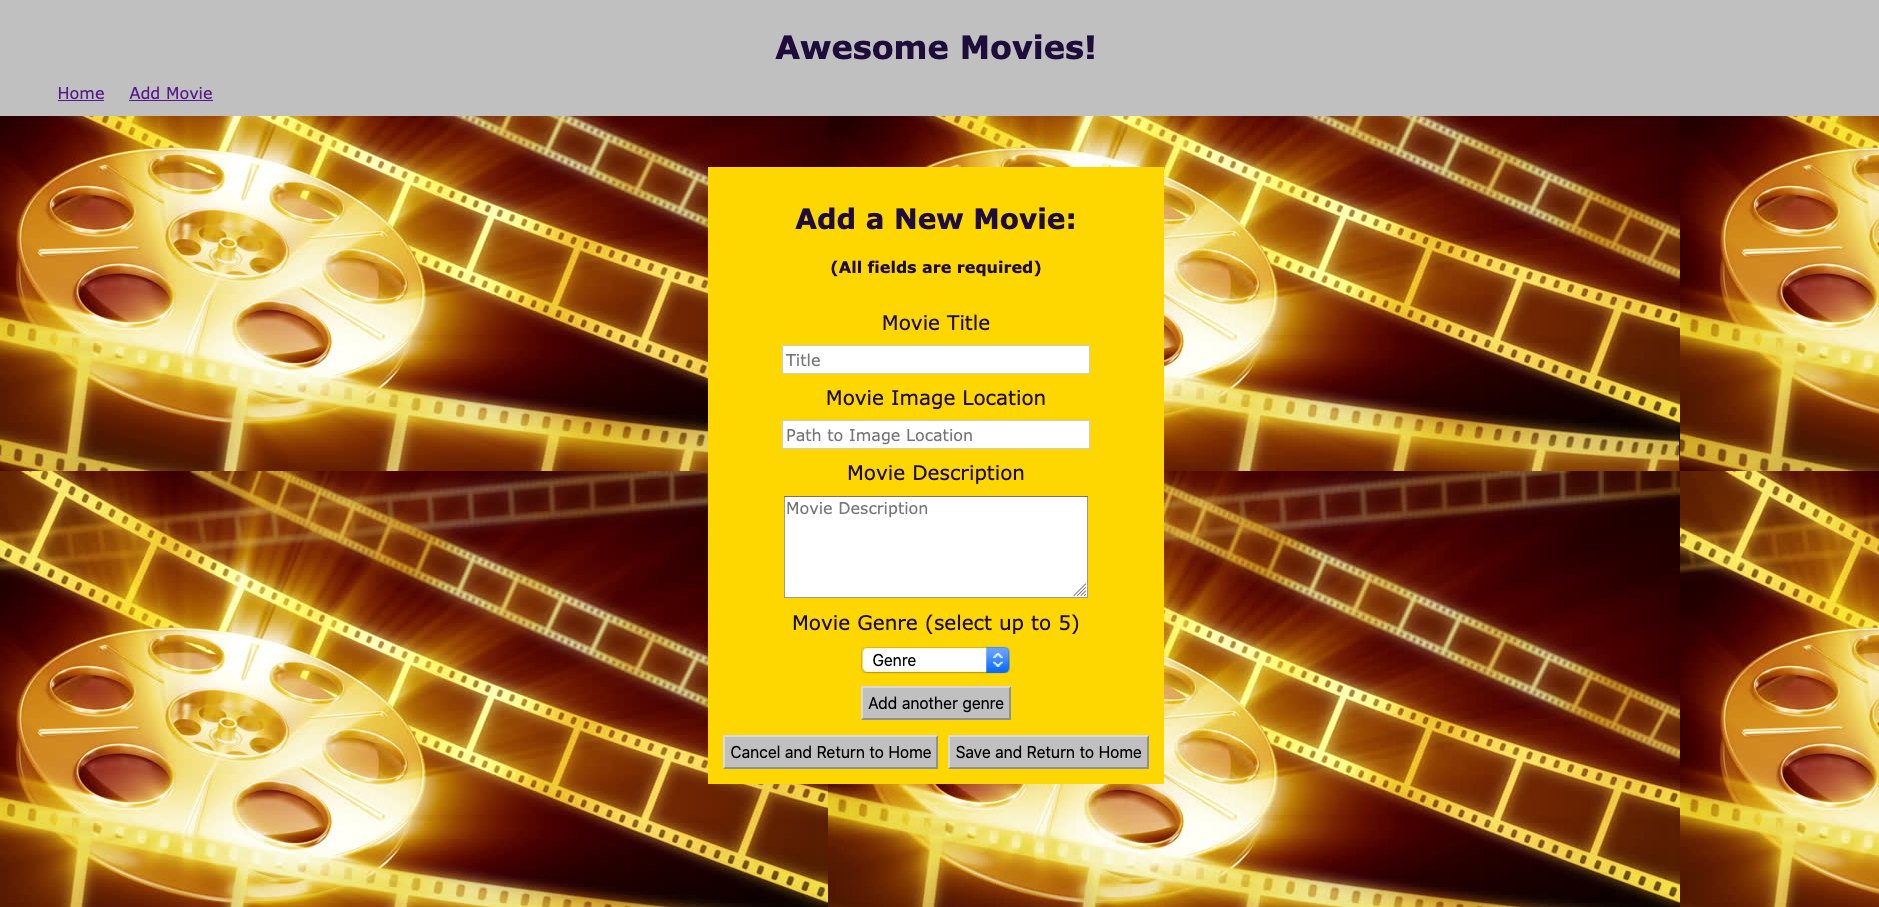 Awesome Movies!
Home Add Movie
Add a New Movie:
(All fields are required)
Movie Title
Title
Movie Image Location
Path to Image Location
Movie Description
Movie Description
Movie Genre (select up to 5)
Genre
Add another genre
Cancel and Return to Home Save and Return to Home